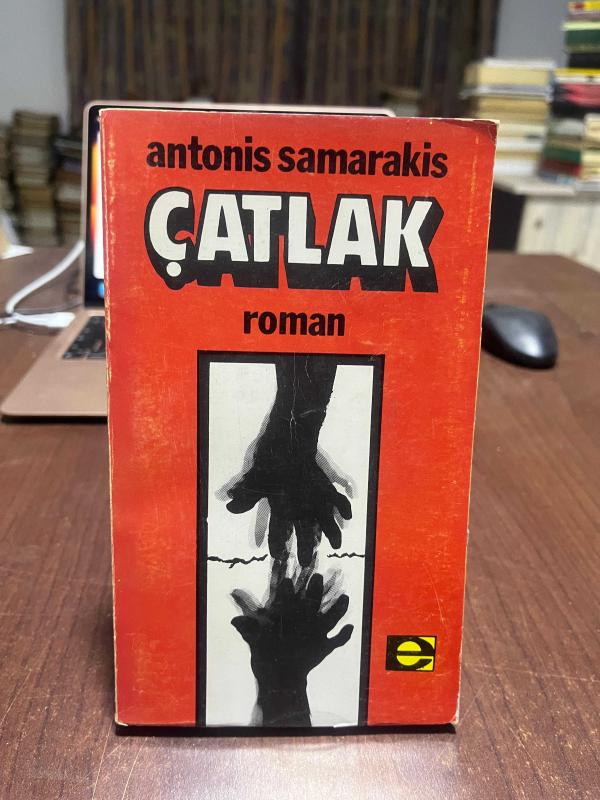 antonis samarakis
ÇATLAK
roman
e